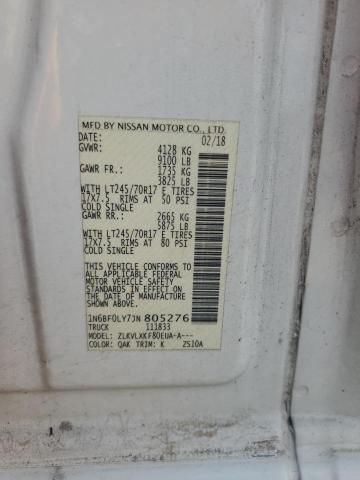 MFD BY NISSAN MOTOR CO., LTD.
DATE: 02/18
GVWR: 4128 KG
9100 LB
GAWR FR.: 1735 KG
3825 LB
WITH LT245/70R17 E TIRES
17X7.5 RIMS AT 50 PSI
COLD SINGLE
GAWR RR.: 2665 KG
5875 LB
WITH LT245/70R17 E TIRES
17X7.5 RIMS AT 80 PSI
COLD SINGLE
THIS VEHICLE CONFORMS
TO ALL APPLICABLE
FEDERAL MOTOR VEHICLE
SAFETY STANDARDS IN
EFFECT ON THE DATE OF
MANUFACTURE SHOWN
ABOVE.
1N6BF0LY7JN 805276
TRUCK 111833
MODEL: ZLKVLXKF80EUA-A---
COLOR: QAK TRIM: K ZS10A